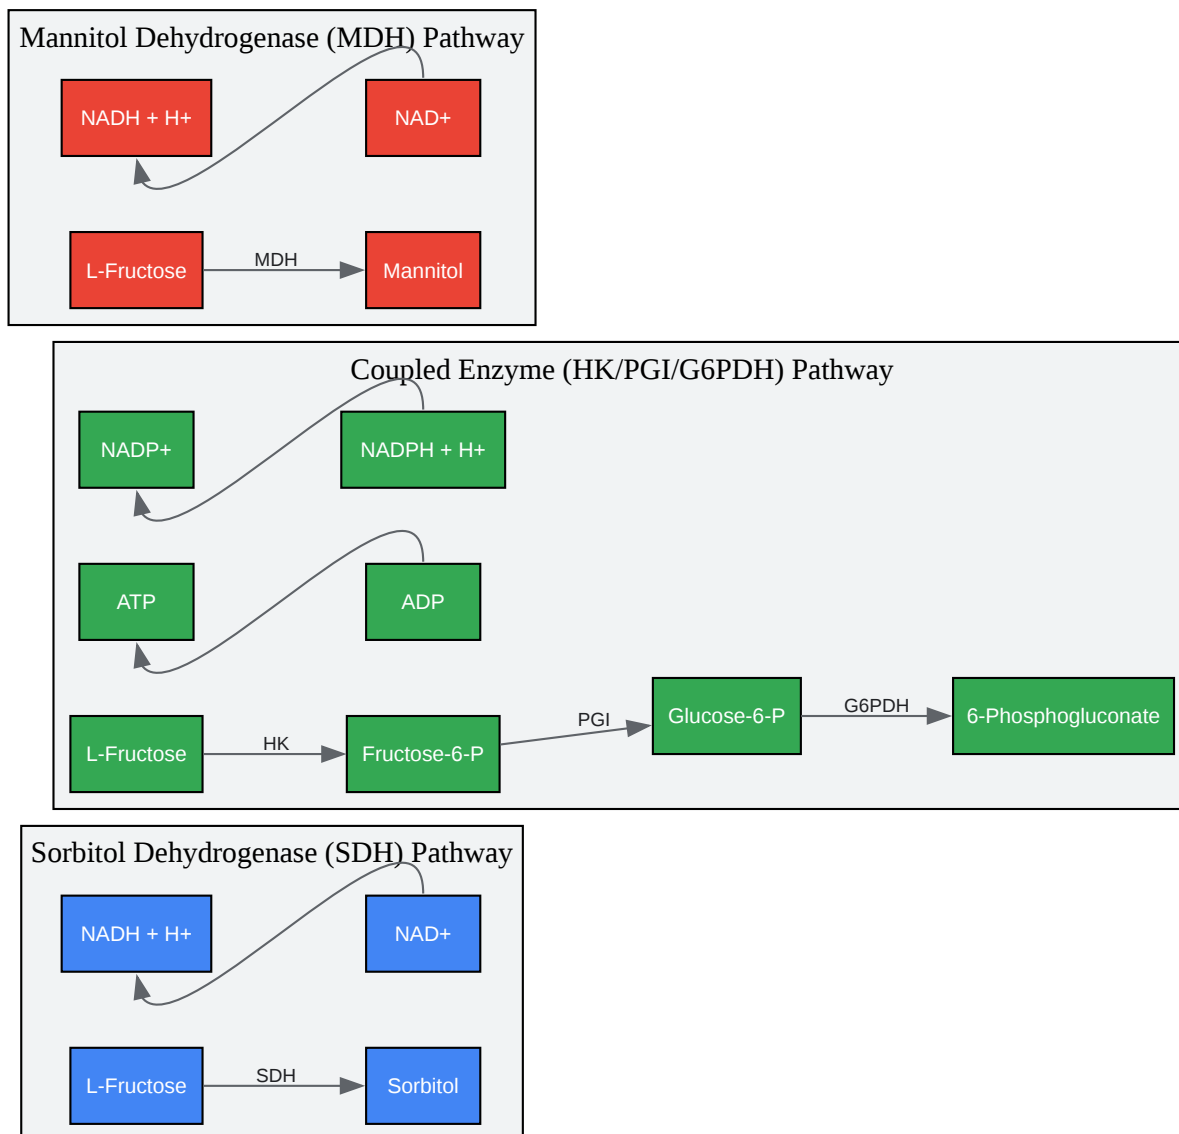 Mannitol Dehydrogenase (MDH) Pathway
NADH + H+
NAD+
L-Fructose
MDH
Mannitol
Coupled Enzyme (HK/PGI/G6PDH) Pathway
NADP+
NADPH + H+
ATP
ADP
L-Fructose
HK
Fructose-6-P
PGI
Glucose-6-P
G6PDH
6-Phosphogluconate
Sorbitol Dehydrogenase (SDH) Pathway
NADH + H+
NAD+
L-Fructose
SDH
Sorbitol